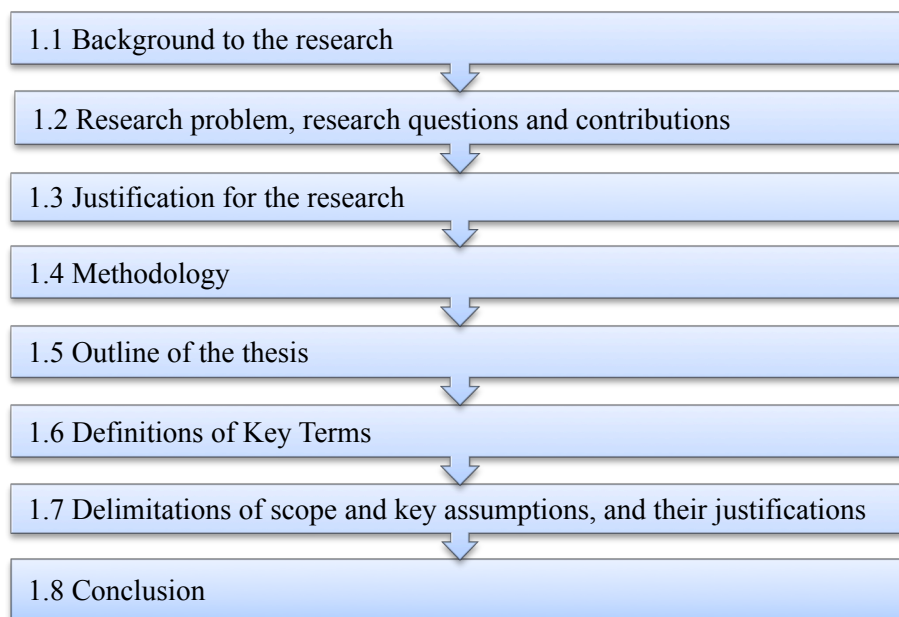 1.1 Background to the research
1.2 Research problem, research questions and contributions
1.3 Justification for the research
1.4 Methodology
1.5 Outline of the thesis
1.6 Definitions of Key Terms
1.7 Delimitations of scope and key assumptions, and their justifications
1.8 Conclusion